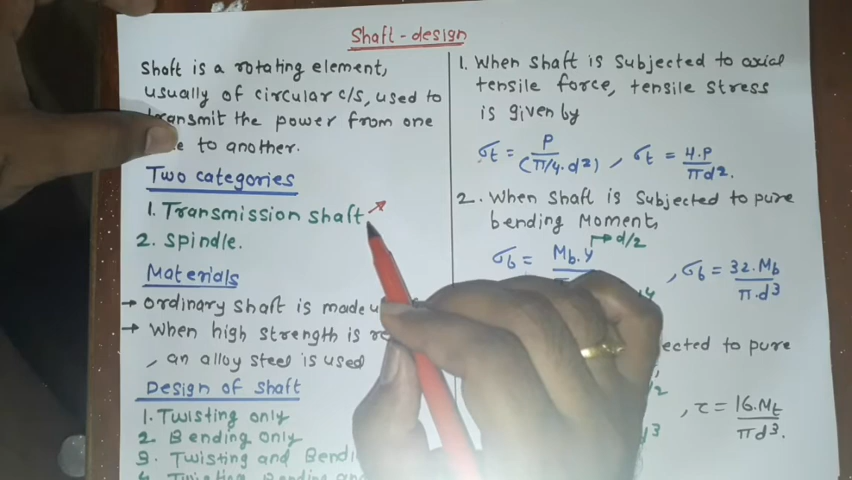 Shaft-design
Shaft is a rotating element,
usually of circular c/s, used to
transmit the power from one
to another.
Two categories
1. Transmission shaft
2. Spindle.
Materials
→ Ordinary shaft is made
→ When high strength is
, an alloy steel is used
Design of shaft
1. Twisting only
2. Bending only
3. Twisting and
1. When shaft is subjected to axial
tensile force, tensile stress
is given by
σt = P/(π/4.d²), σt = 4.P/πd².
2. When shaft is subjected to pure
bending Moment,
d/2
σb = Mb.y, σb = 32.Mb/π.d³
to pure
, τ = 16.Mt/πd³.